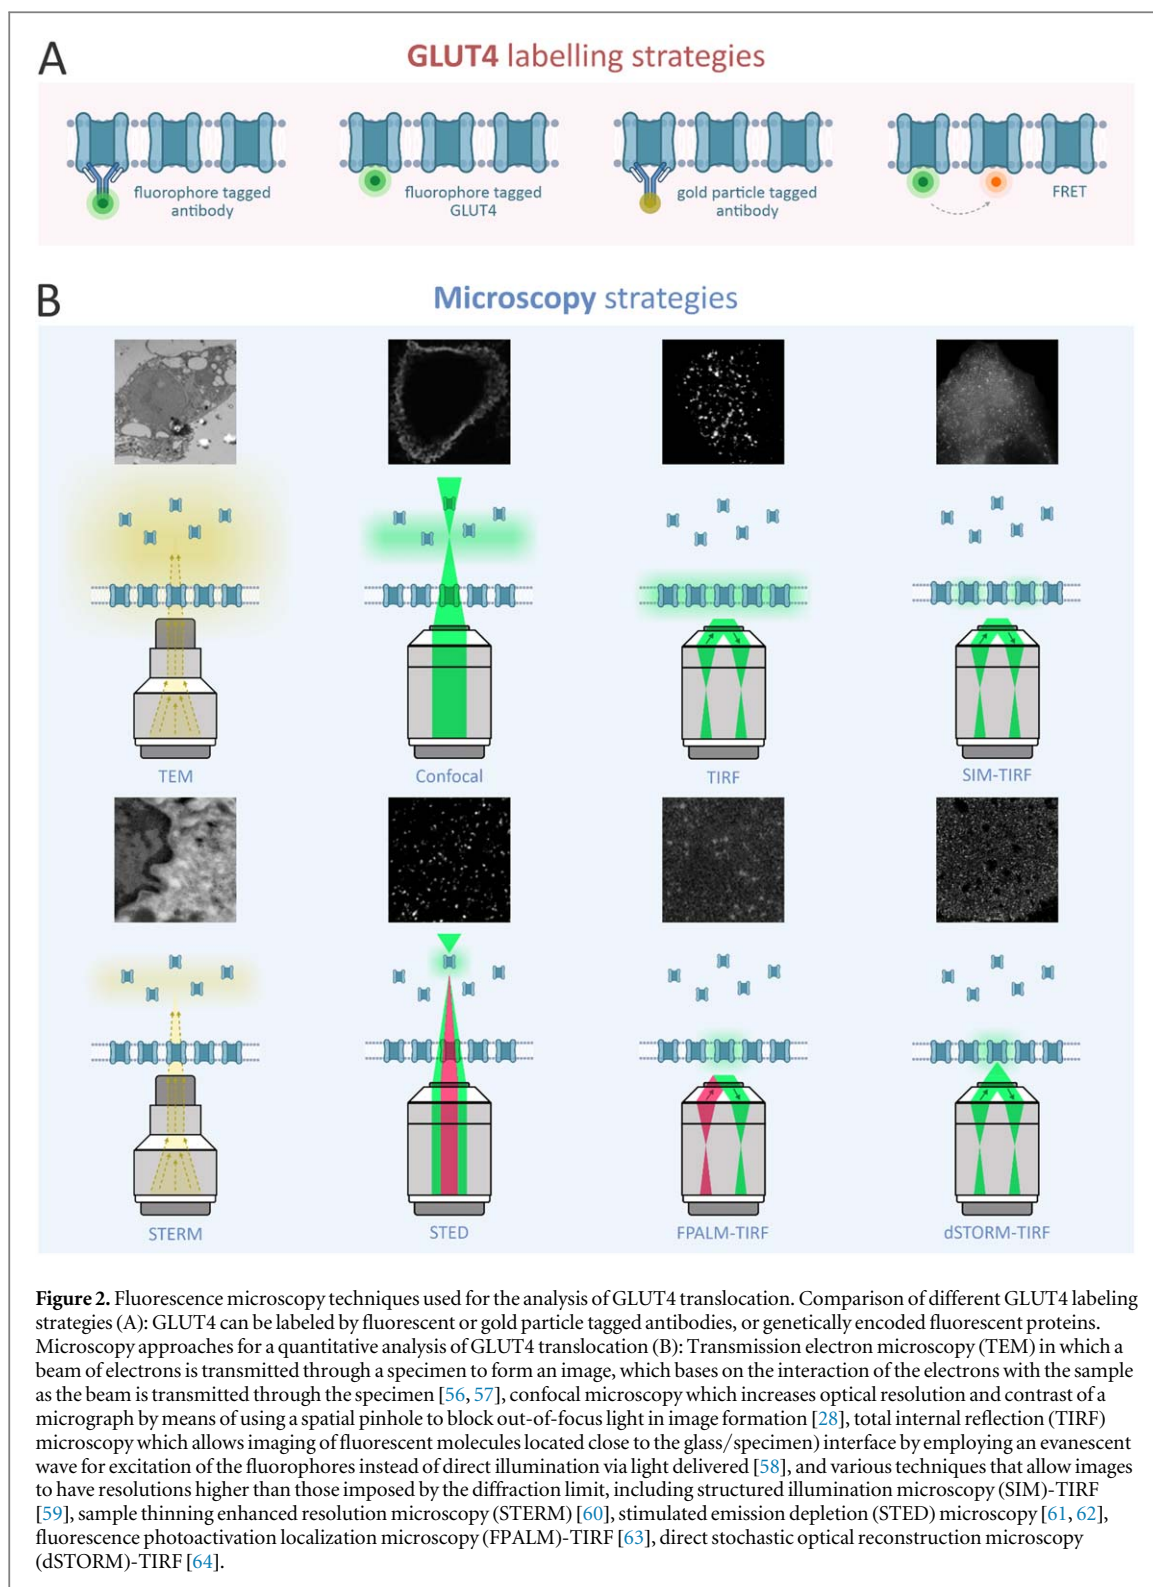 A
GLUT4 labelling strategies
fluorophore tagged
antibody
fluorophore tagged
GLUT4
gold particle tagged
antibody
FRET
B
Microscopy strategies
TEM
Confocal
TIRF
SIM-TIRF
STERM
STED
FPALM-TIRF
dSTORM-TIRF
Figure 2. Fluorescence microscopy techniques used for the analysis of GLUT4 translocation. Comparison of different GLUT4 labeling
strategies (A): GLUT4 can be labeled by fluorescent or gold particle tagged antibodies, or genetically encoded fluorescent proteins.
Microscopy approaches for a quantitative analysis of GLUT4 translocation (B): Transmission electron microscopy (TEM) in which a
beam of electrons is transmitted through a specimen to form an image, which bases on the interaction of the electrons with the sample
as the beam is transmitted through the specimen [56, 57], confocal microscopy which increases optical resolution and contrast of a
micrograph by means of using a spatial pinhole to block out-of-focus light in image formation [28], total internal reflection (TIRF)
microscopy which allows imaging of fluorescent molecules located close to the glass/specimen) interface by employing an evanescent
wave for excitation of the fluorophores instead of direct illumination via light delivered [58], and various techniques that allow images
to have resolutions higher than those imposed by the diffraction limit, including structured illumination microscopy (SIM)-TIRF
[59], sample thinning enhanced resolution microscopy (STERM) [60], stimulated emission depletion (STED) microscopy [61, 62],
fluorescence photoactivation localization microscopy (FPALM)-TIRF [63], direct stochastic optical reconstruction microscopy
(dSTORM)-TIRF [64].